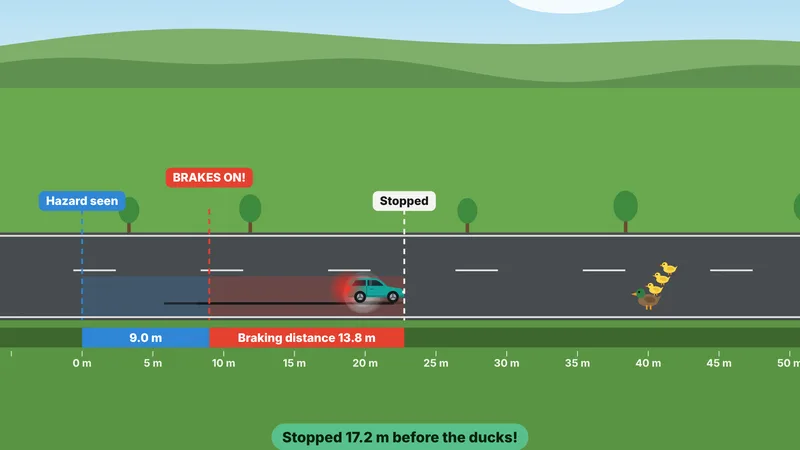 BRAKES ON!
Hazard seen
Stopped
9.0 m
Braking distance 13.8 m
0 m 5 m 10 m 15 m 20 m 25 m 30 m 35 m 40 m 45 m 50 m
Stopped 17.2 m before the ducks!